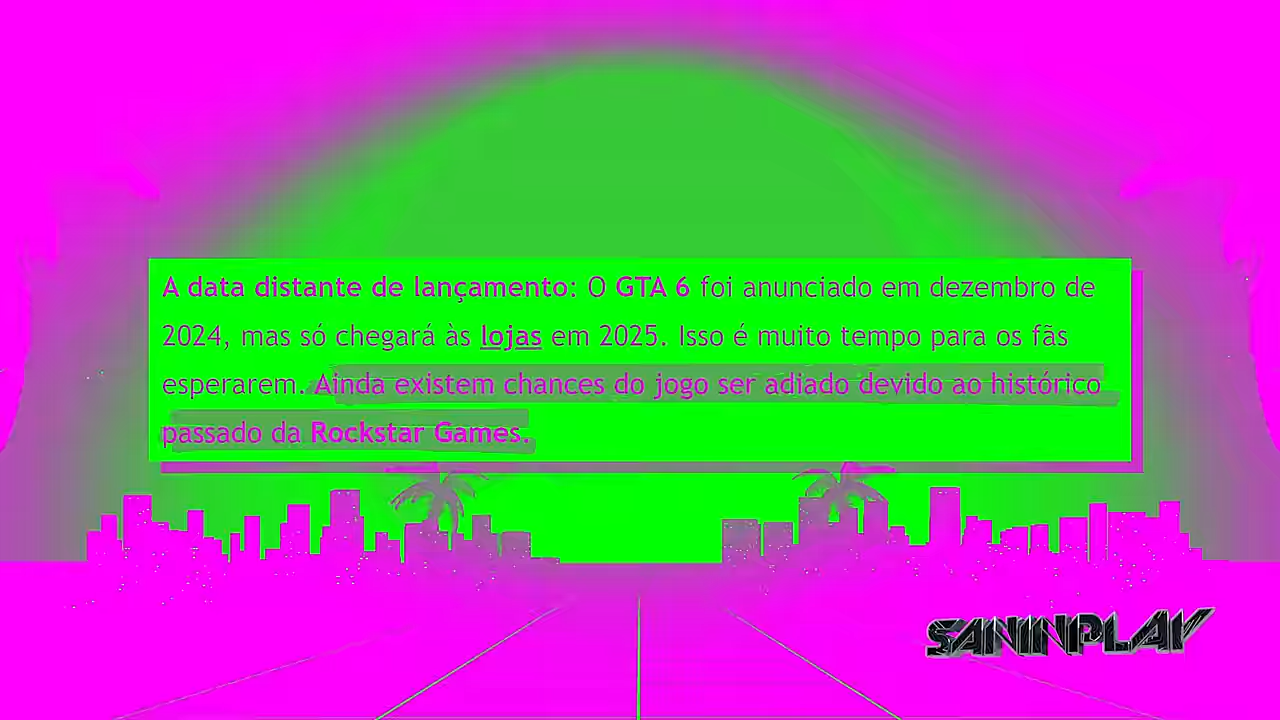 A data distante de lançamento: O GTA 6 foi anunciado em dezembro de
2024, mas só chegará às lojas em 2025. Isso é muito tempo para os fãs
esperarem. Ainda existem chances do jogo ser adiado devido ao histórico
passado da Rockstar Games.
SANINPLAY